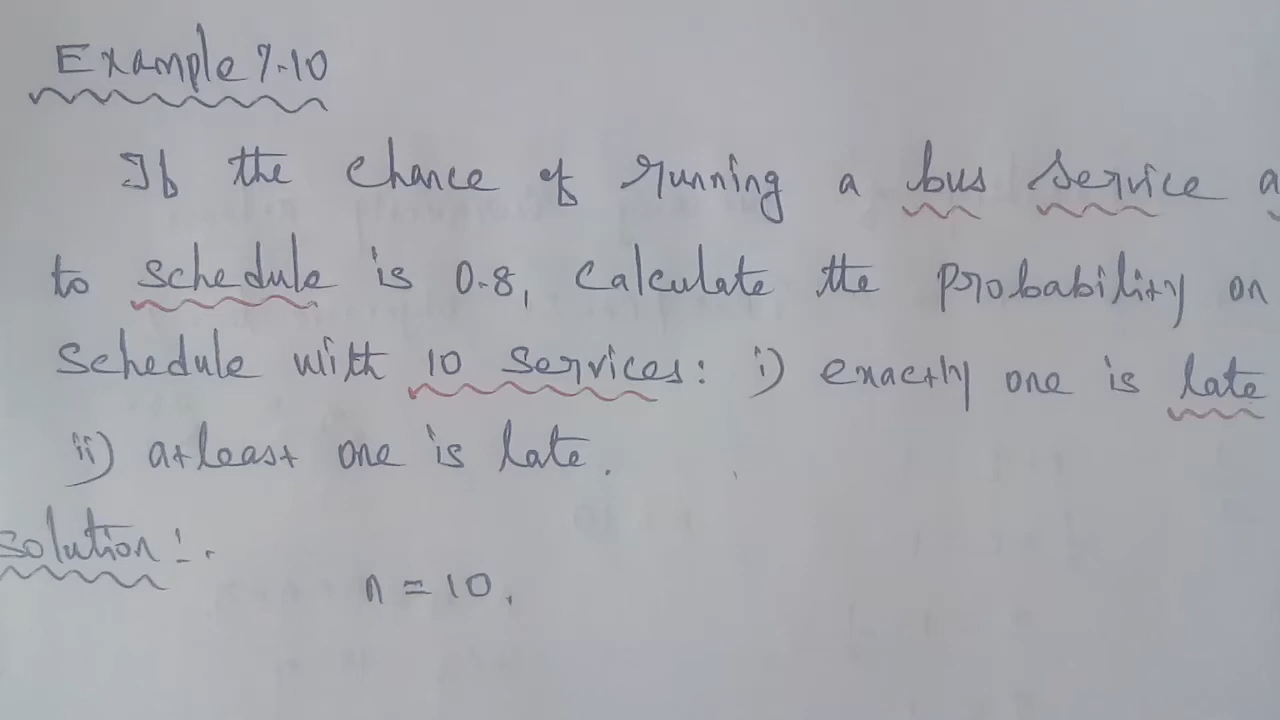 Example 7.10
If the chance of running a bus service a
to schedule is 0.8, calculate the probability on
schedule with 10 services: i) exactly one is late
ii) atleast one is late.
Solution:.
n = 10.